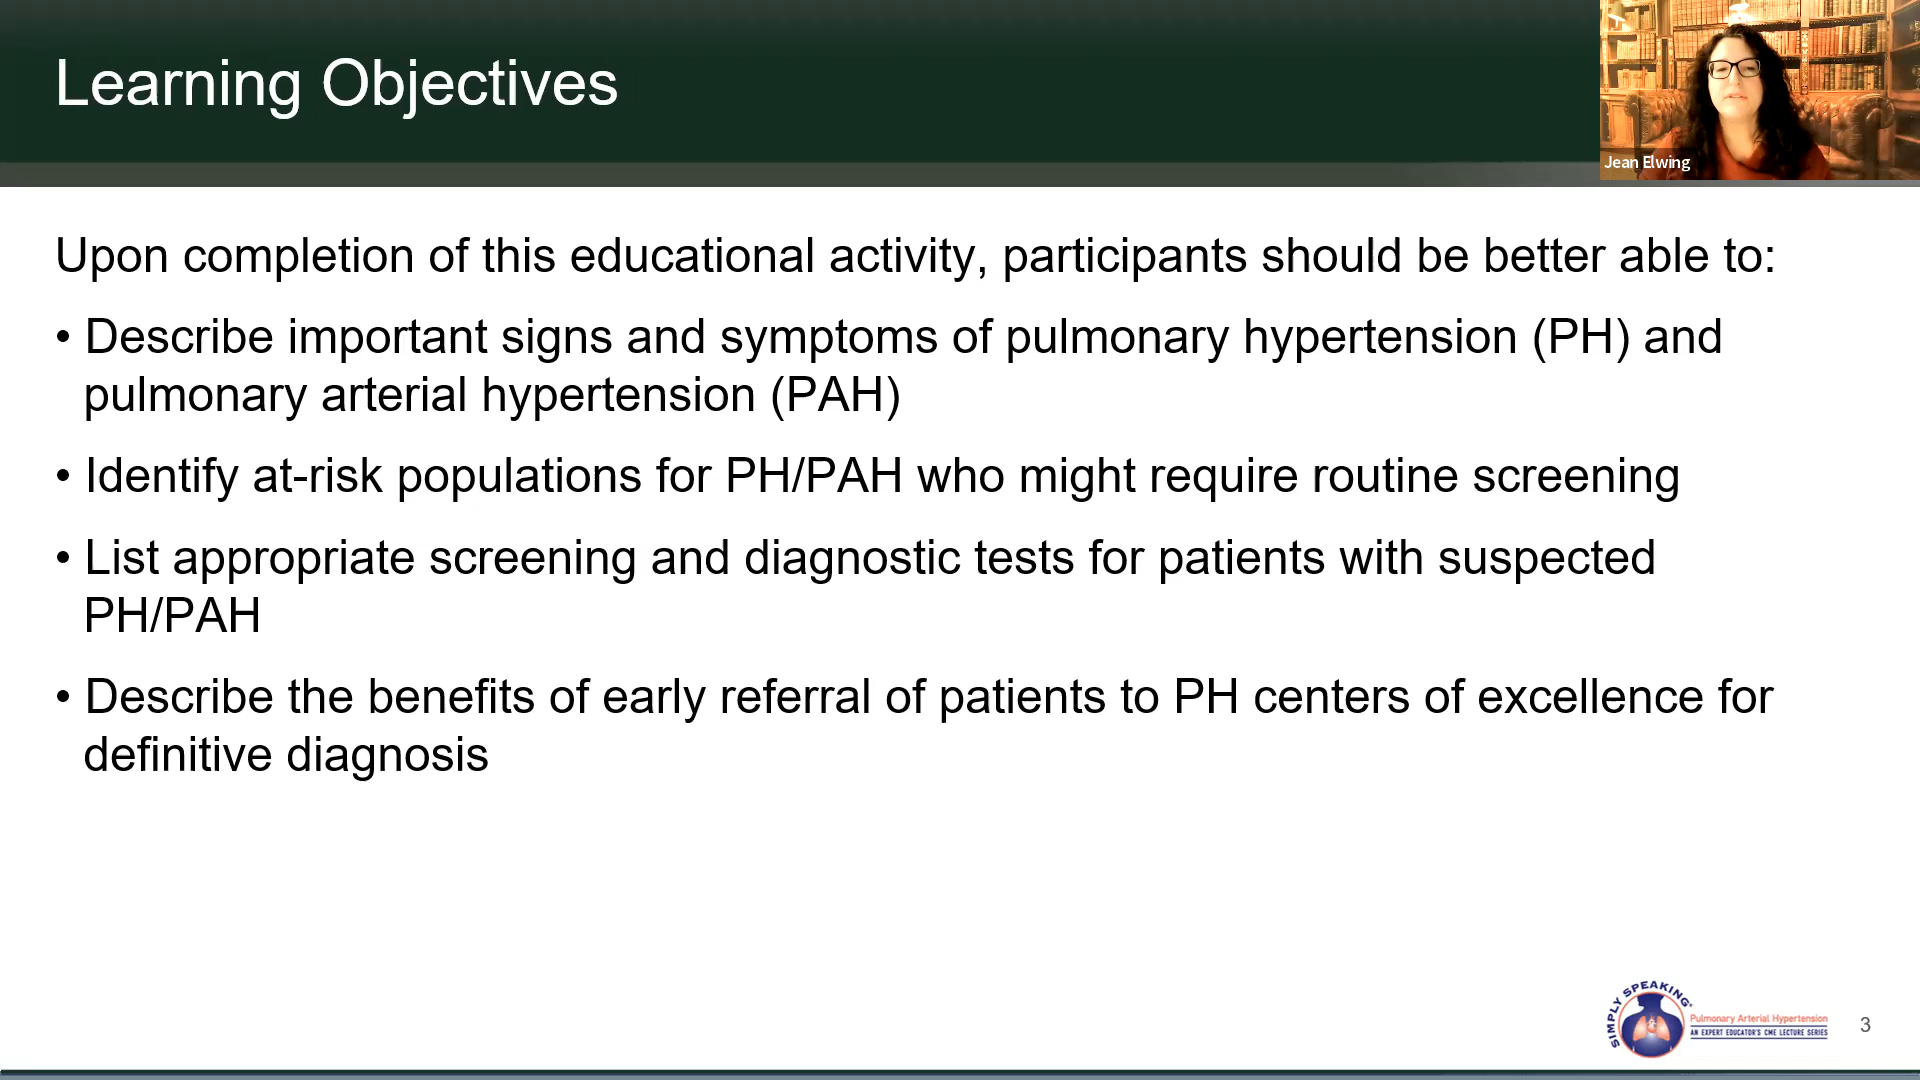 Learning Objectives
Jean Elwing
Upon completion of this educational activity, participants should be better able to:
• Describe important signs and symptoms of pulmonary hypertension (PH) and
pulmonary arterial hypertension (PAH)
• Identify at-risk populations for PH/PAH who might require routine screening
• List appropriate screening and diagnostic tests for patients with suspected
PH/PAH
• Describe the benefits of early referral of patients to PH centers of excellence for
definitive diagnosis
SIMPLY SPEAKING®
Pulmonary Arterial Hypertension
AN EXPERT EDUCATOR'S CME LECTURE SERIES
3